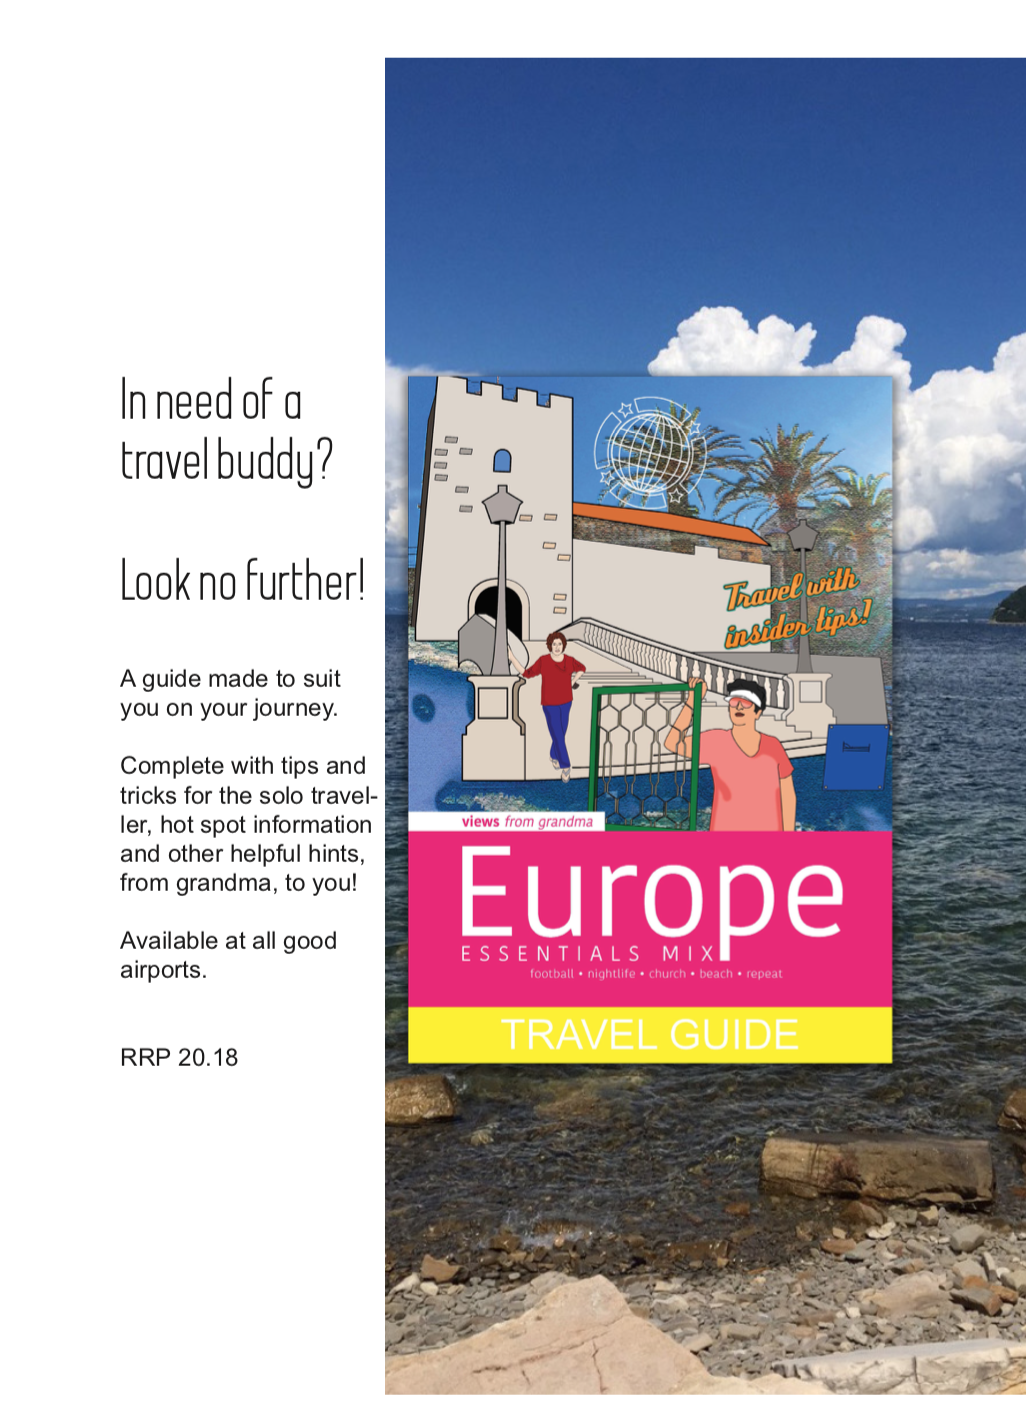 In need of a
travel buddy?
Look no further!
A guide made to suit
you on your journey.
Complete with tips and
tricks for the solo travel-
ler, hot spot information
and other helpful hints,
from grandma, to you!
Available at all good
airports.
RRP 20.18
Travel with
insider tips!
views from grandma
Europe
ESSENTIALS MIX
football • nightlife • church • beach • repeat
TRAVEL GUIDE